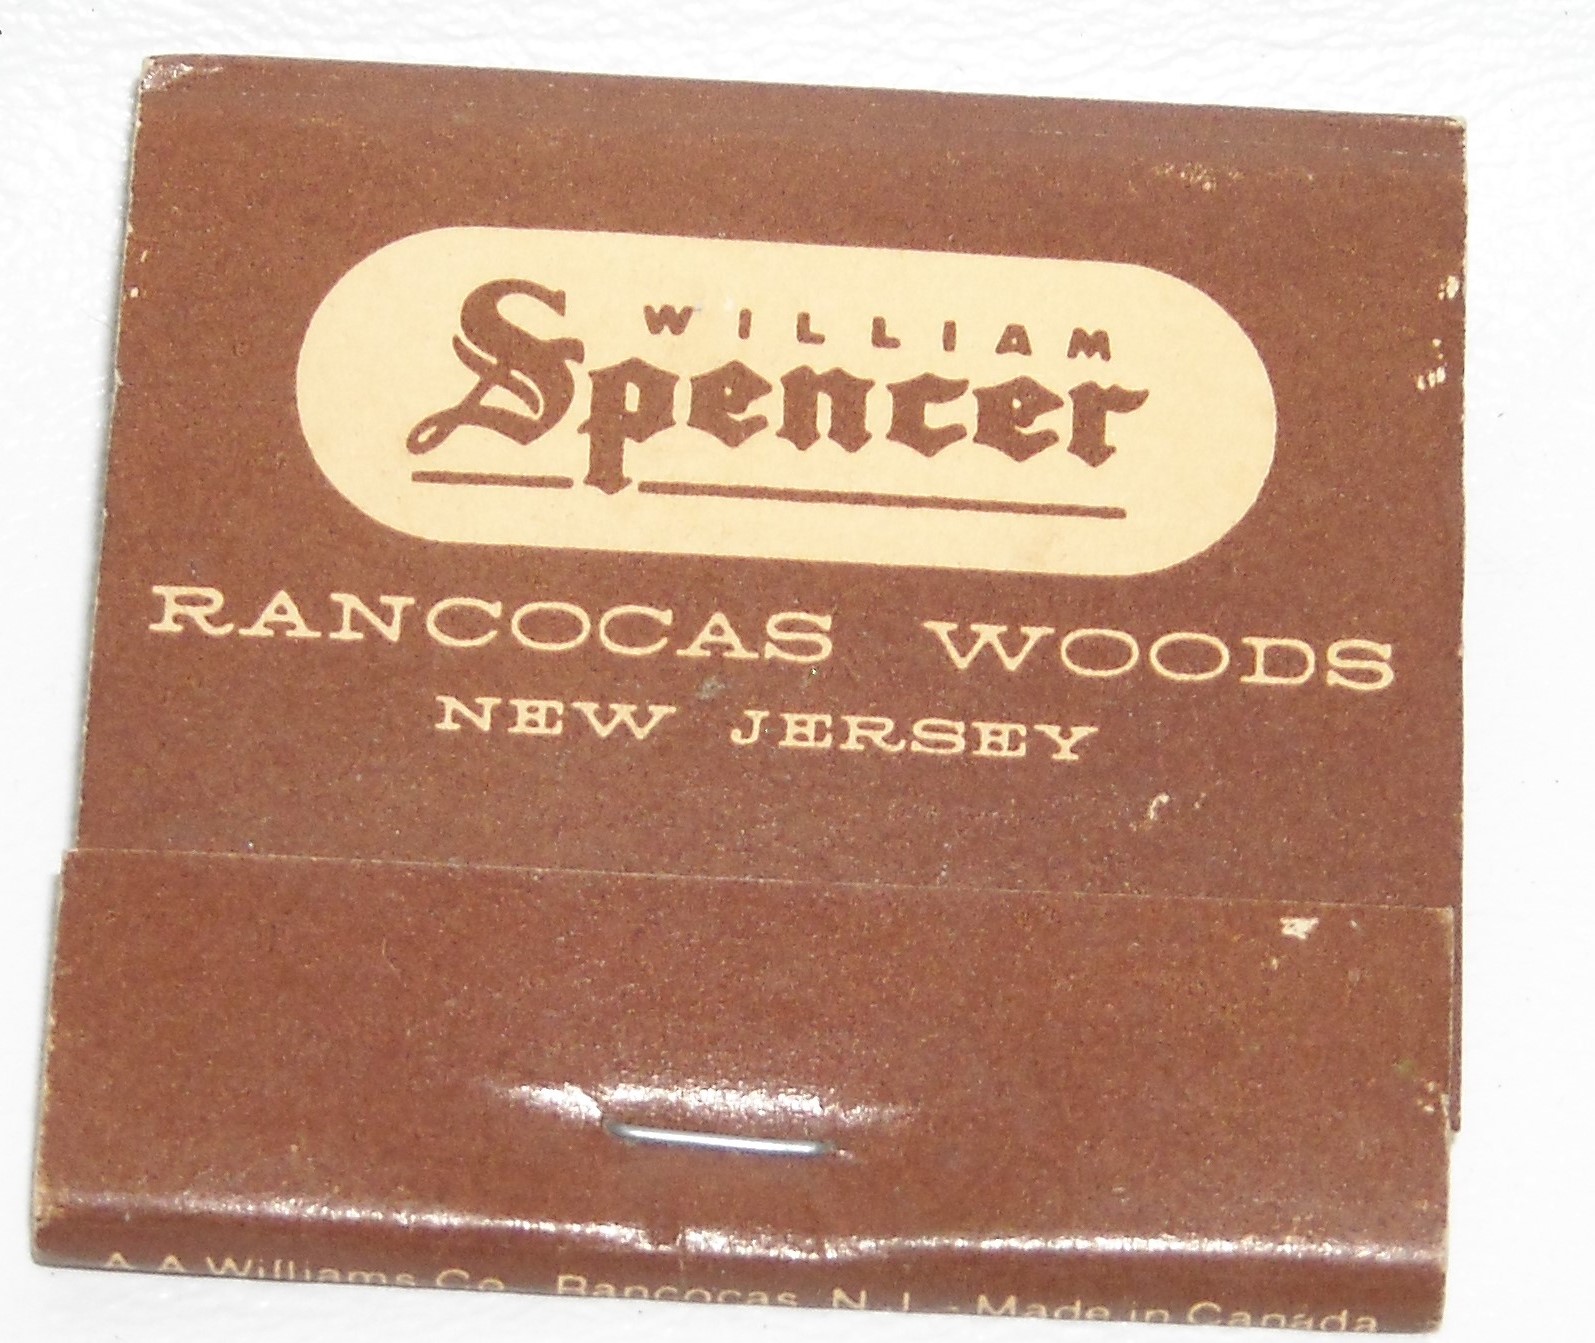 WILLIAM
Spencer
RANCOCAS WOODS
NEW JERSEY
A.A Williams Co. Rancocas, N.J. - Made in Canada